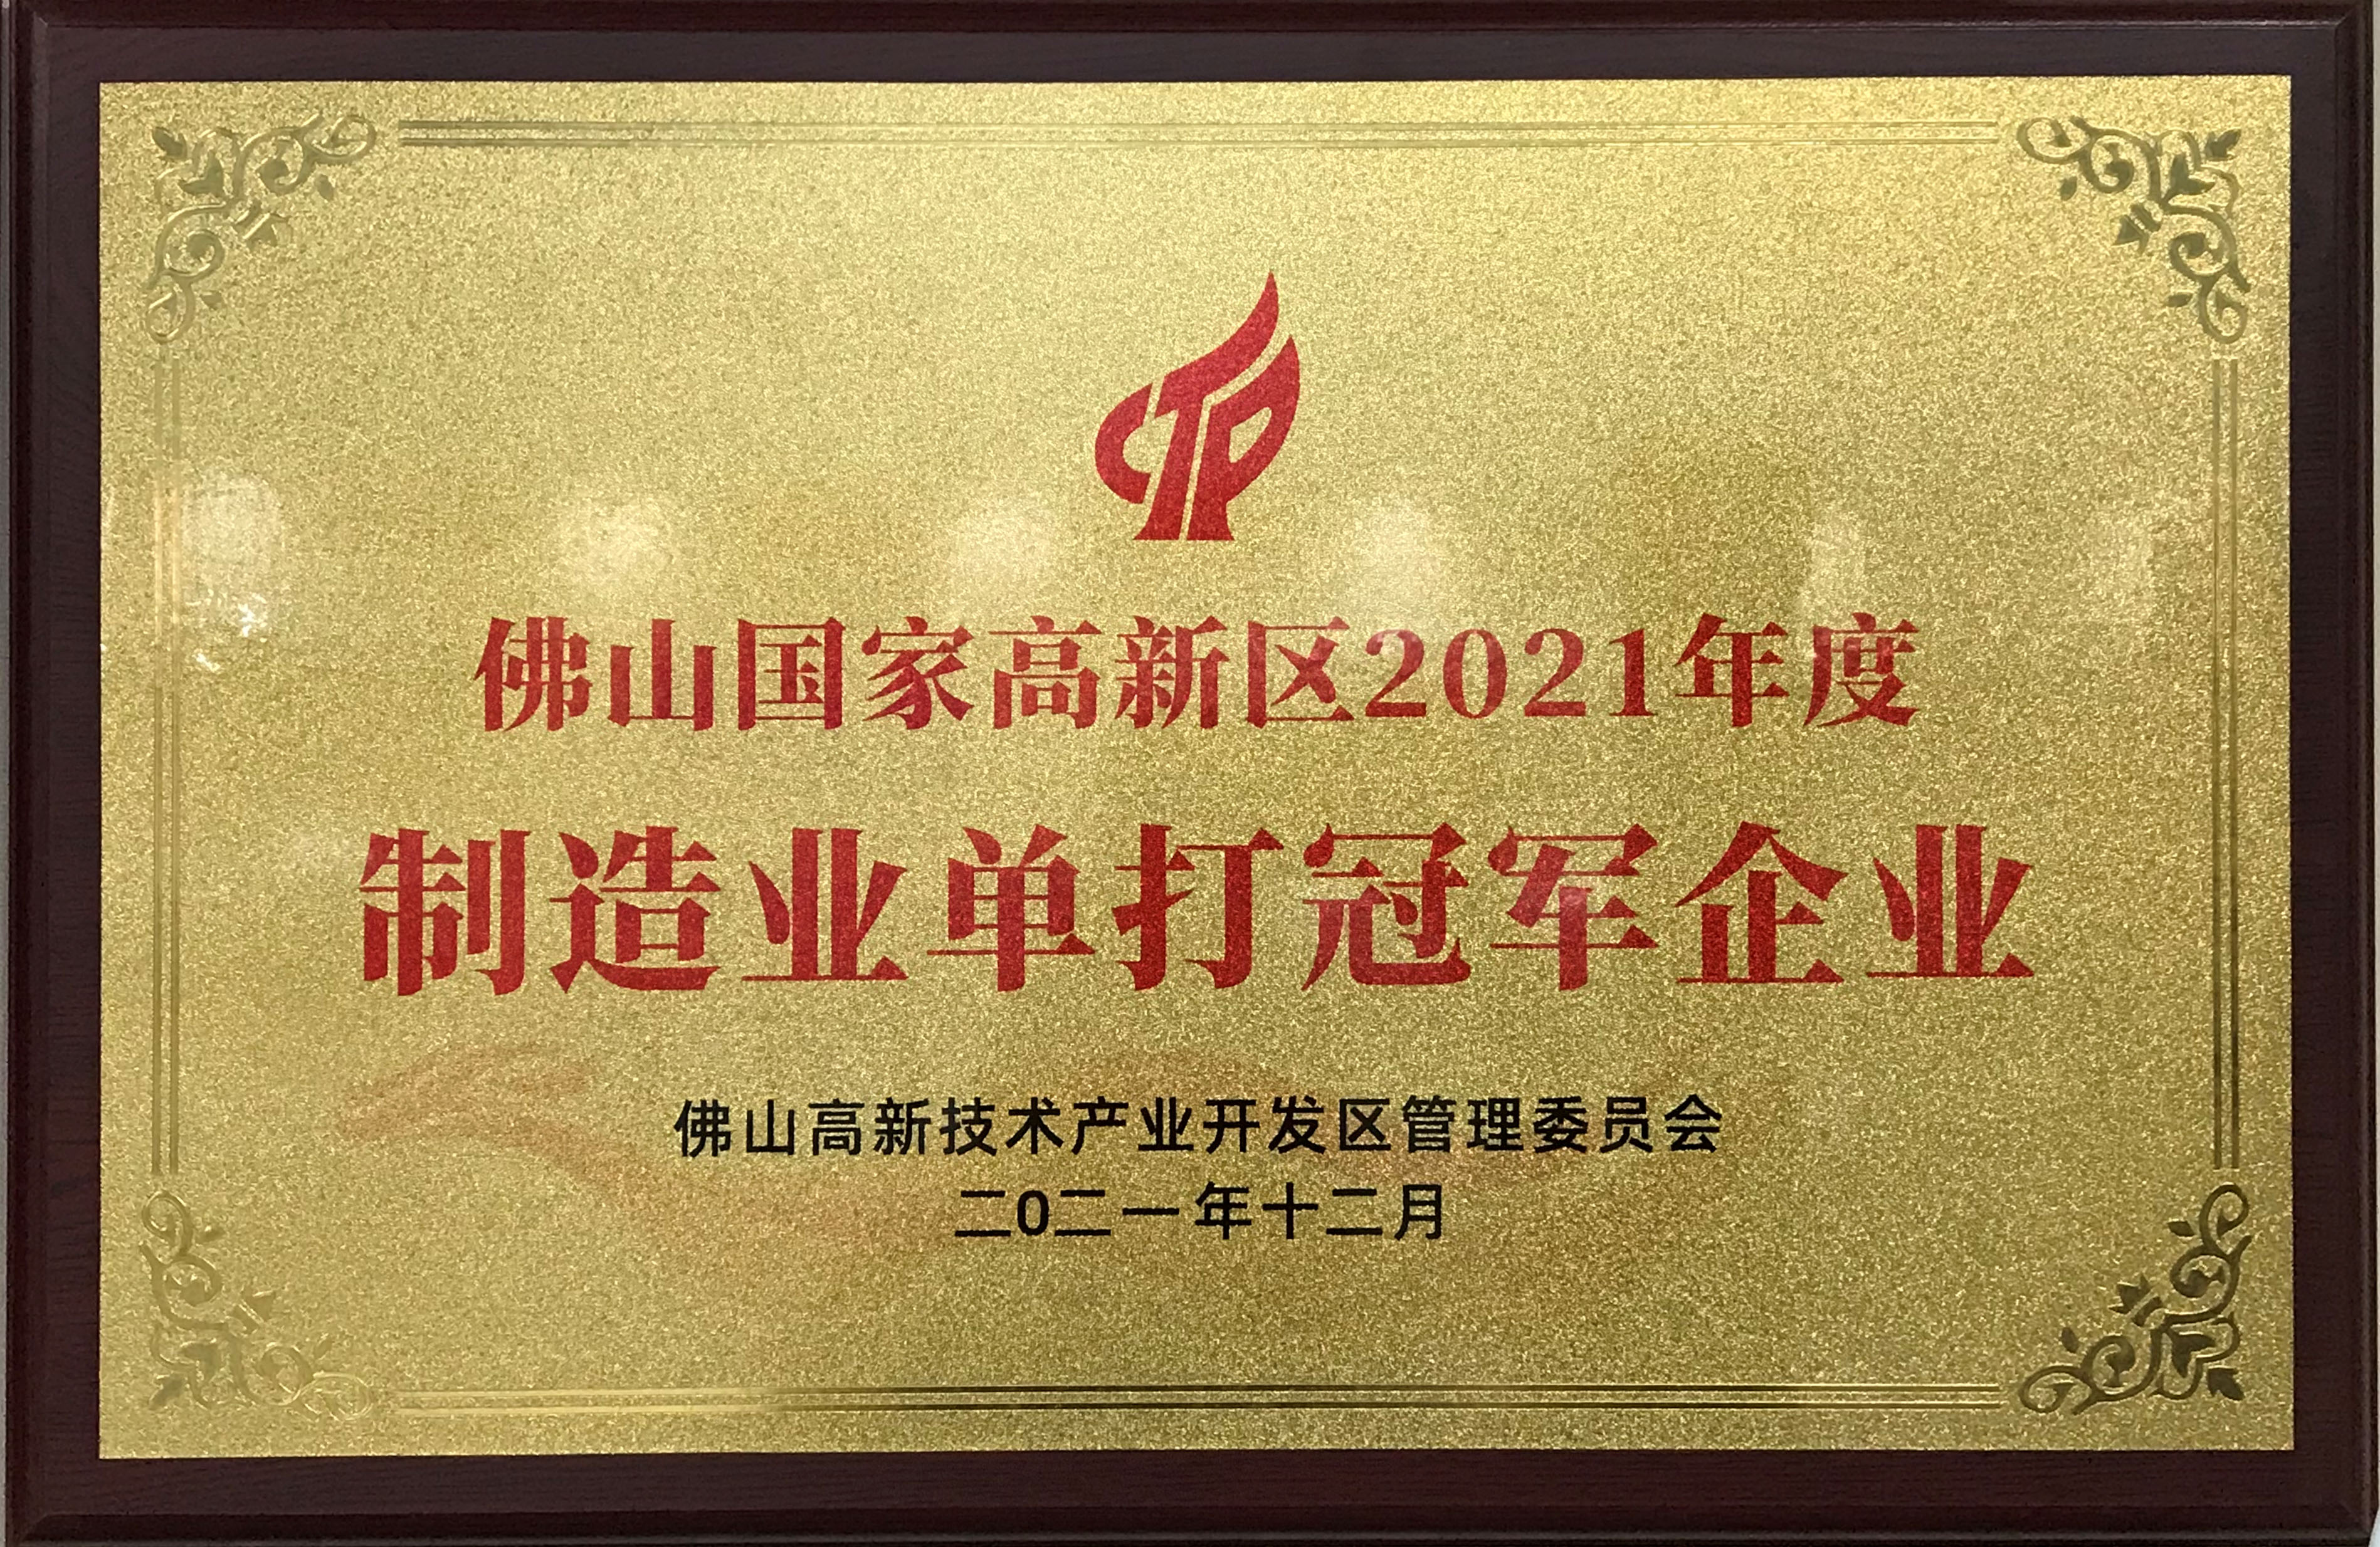 佛山国家高新区2021年度
制造业单打冠军企业
佛山高新技术产业开发区管理委员会
二0二一年十二月